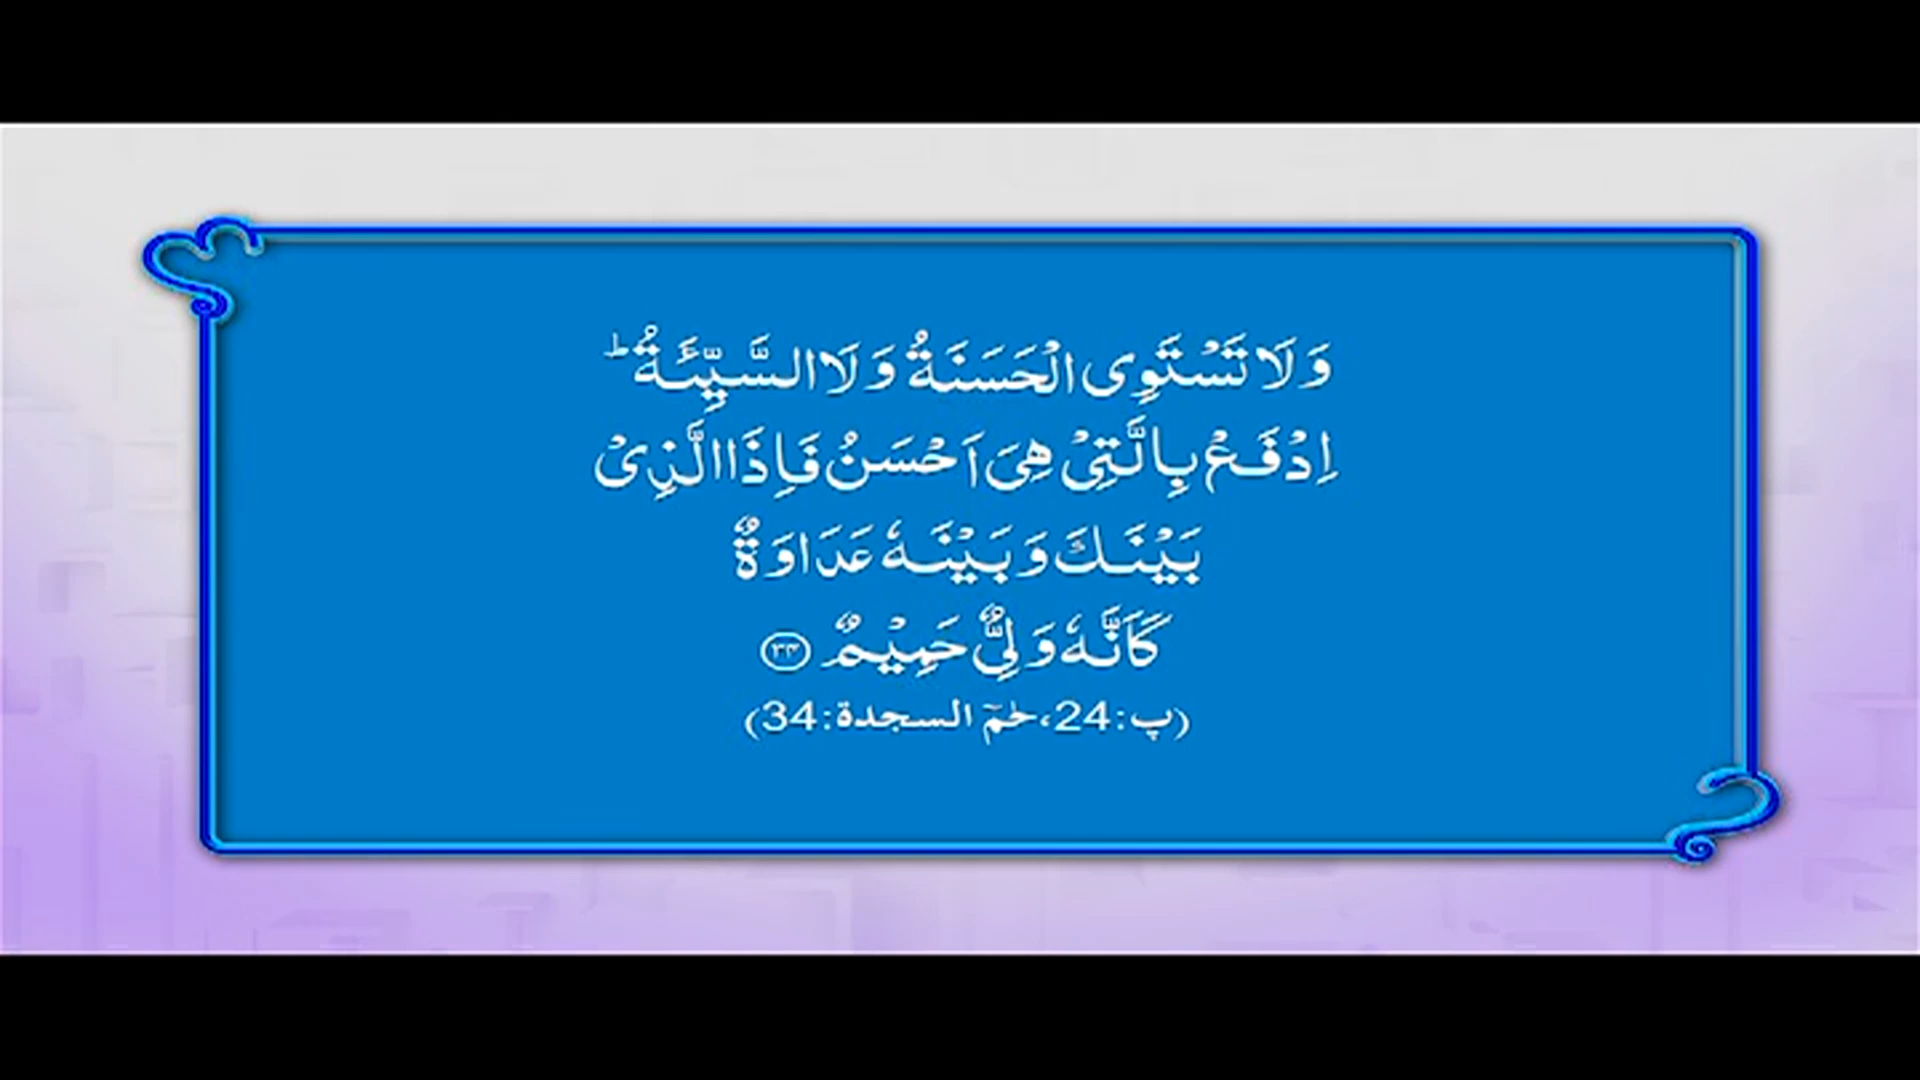 وَلَا تَسْتَوِی الْحَسَنَةُ وَلَا السَّیِّئَةُ ؕ
اِدْفَعْ بِالَّتِیْ هِیَ اَحْسَنُ فَاِذَا الَّذِیْ
بَیْنَكَ وَ بَیْنَهٗ عَدَاوَةٌ
كَاَنَّهٗ وَلِیٌّ حَمِیْمٌ ﴿۳۴﴾
(پ:24،حٰمٓ السجدة:34)